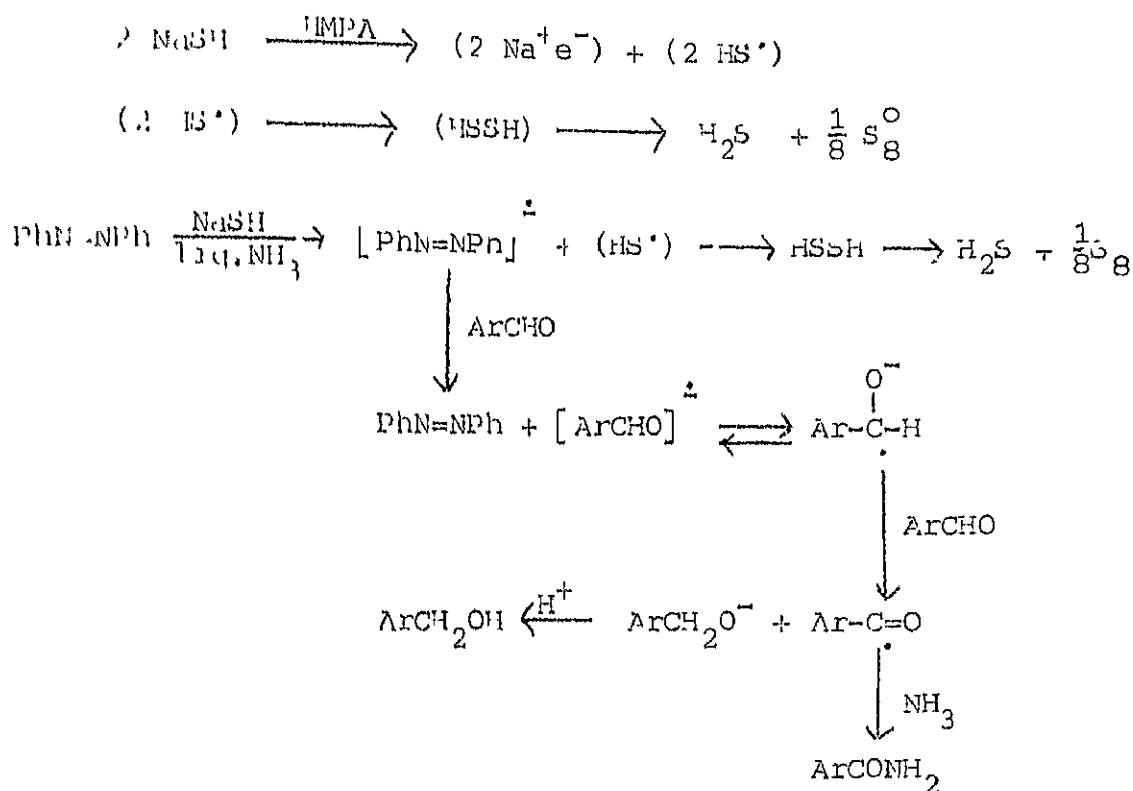 2 NaSH HMPA (2 Na⁺e⁻) + (2 HS•)
(2 HS•) (HSSH) H₂S + 1/8 S₈⁰
PhN=NPh NaSH liq.NH₃ [PhN=NPh]•⁻ + (HS•) HSSH H₂S + 1/8 S₈
ArCHO
O⁻
PhN=NPh + [ArCHO]•⁻ Ar-C-H
ArCHO
ArCH₂OH H⁺ ArCH₂O⁻ + Ar-C=O
NH₃
ArCONH₂